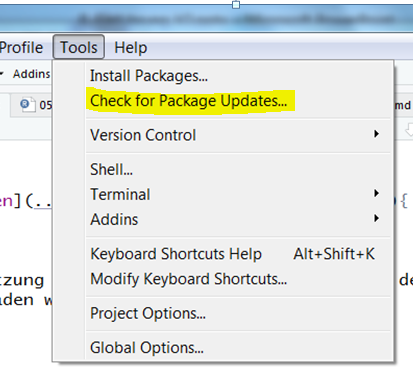 Profile Tools Help
Addins
Install Packages...
05
Check for Package Updates...
md
Version Control
Shell...
en](..
{
Terminal
Addins
Keyboard Shortcuts Help Alt+Shift+K
tzung
Modify Keyboard Shortcuts...
de
aden w
Project Options...
Global Options...